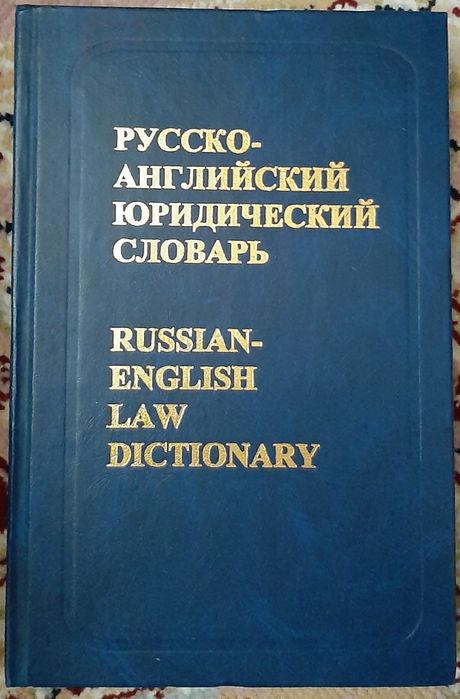 РУССКО-
АНГЛИЙСКИЙ
ЮРИДИЧЕСКИЙ
СЛОВАРЬ
RUSSIAN-
ENGLISH
LAW
DICTIONARY